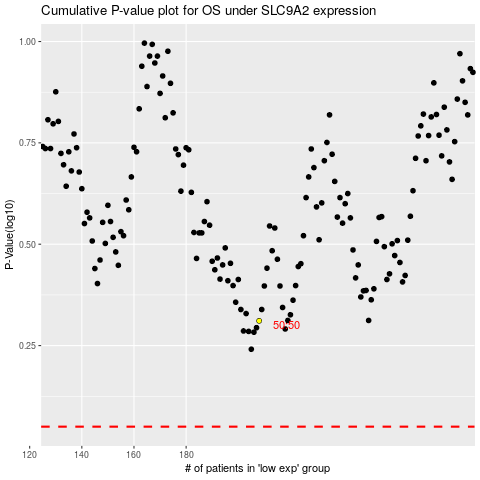 Cumulative P-value plot for OS under SLC9A2 expression
1.00
0.75
0.50
0.25
P-Value(log10)
50:50
120 140 160 180
# of patients in 'low exp' group